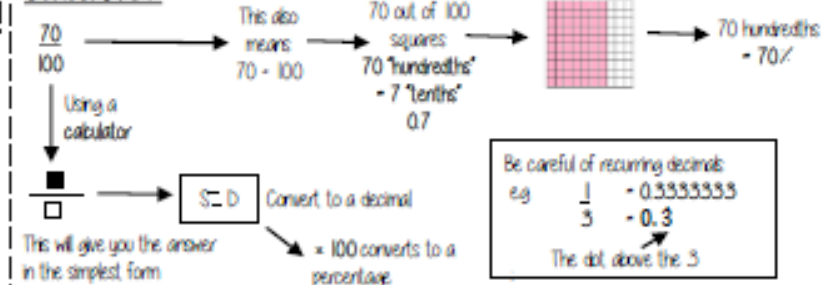 70
100
This also
means
70 ÷ 100
70 out of 100
squares
70 "hundredths"
= 7 "tenths"
0.7
70 hundredths
= 70%
Using a
calculator
S⇔D
Convert to a decimal
This will give you the answer
in the simplest form
× 100 converts to a
percentage
Be careful of recurring decimals
eg 1 = 0.3333333
3 = 0.3̇
The dot above the 3